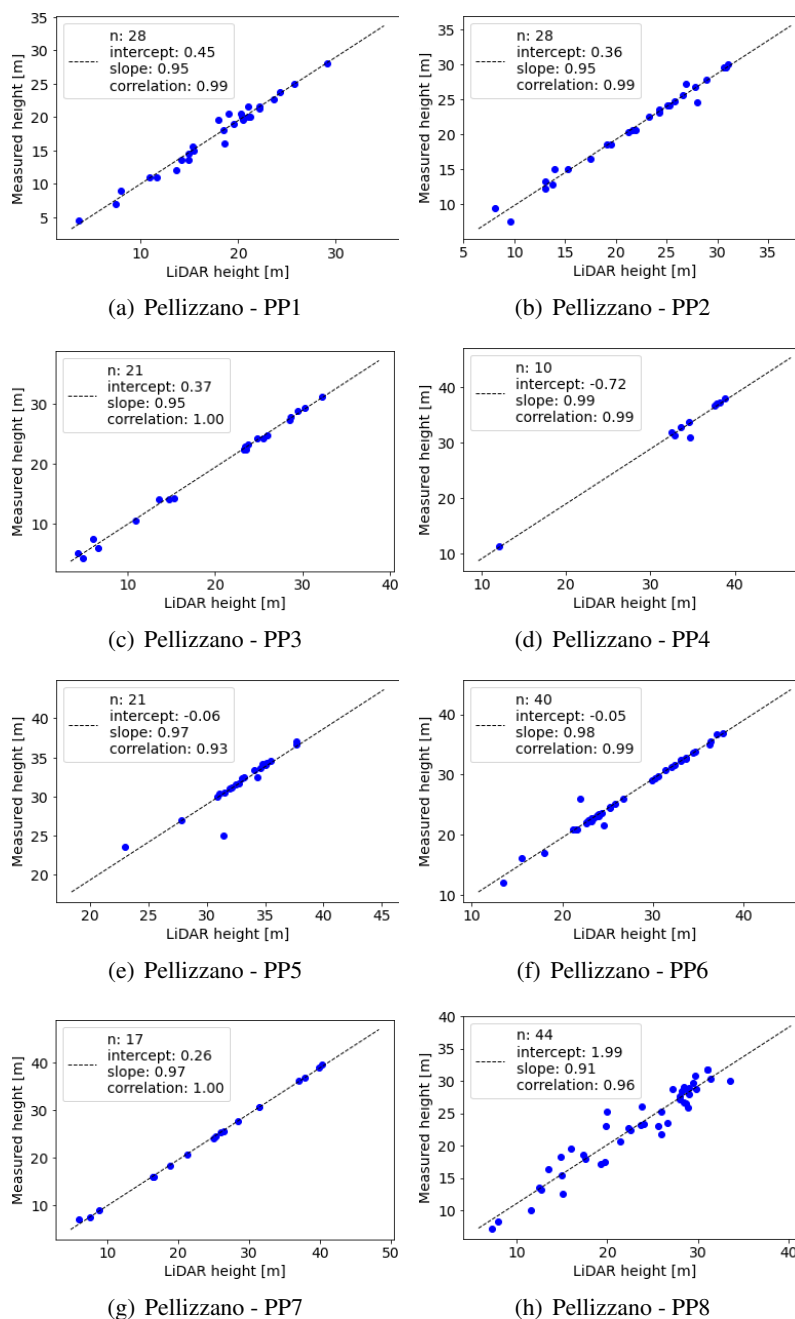 n: 28
intercept: 0.45
slope: 0.95
correlation: 0.99
35
30
25
20
15
10
5
10
20
30
Measured height [m]
LiDAR height [m]
(a) Pellizzano - PP1
n: 28
intercept: 0.36
slope: 0.95
correlation: 0.99
35
30
25
20
15
10
5
10
15
20
25
30
35
Measured height [m]
LiDAR height [m]
(b) Pellizzano - PP2
n: 21
intercept: 0.37
slope: 0.95
correlation: 1.00
30
20
10
10
20
30
40
Measured height [m]
LiDAR height [m]
(c) Pellizzano - PP3
n: 10
intercept: -0.72
slope: 0.99
correlation: 0.99
40
30
20
10
10
20
30
40
Measured height [m]
LiDAR height [m]
(d) Pellizzano - PP4
n: 21
intercept: -0.06
slope: 0.97
correlation: 0.93
40
35
30
25
20
20
25
30
35
40
45
Measured height [m]
LiDAR height [m]
(e) Pellizzano - PP5
n: 40
intercept: -0.05
slope: 0.98
correlation: 0.99
40
30
20
10
10
20
30
40
Measured height [m]
LiDAR height [m]
(f) Pellizzano - PP6
n: 17
intercept: 0.26
slope: 0.97
correlation: 1.00
40
30
20
10
10
20
30
40
50
Measured height [m]
LiDAR height [m]
(g) Pellizzano - PP7
n: 44
intercept: 1.99
slope: 0.91
correlation: 0.96
40
35
30
25
20
15
10
5
10
20
30
40
Measured height [m]
LiDAR height [m]
(h) Pellizzano - PP8